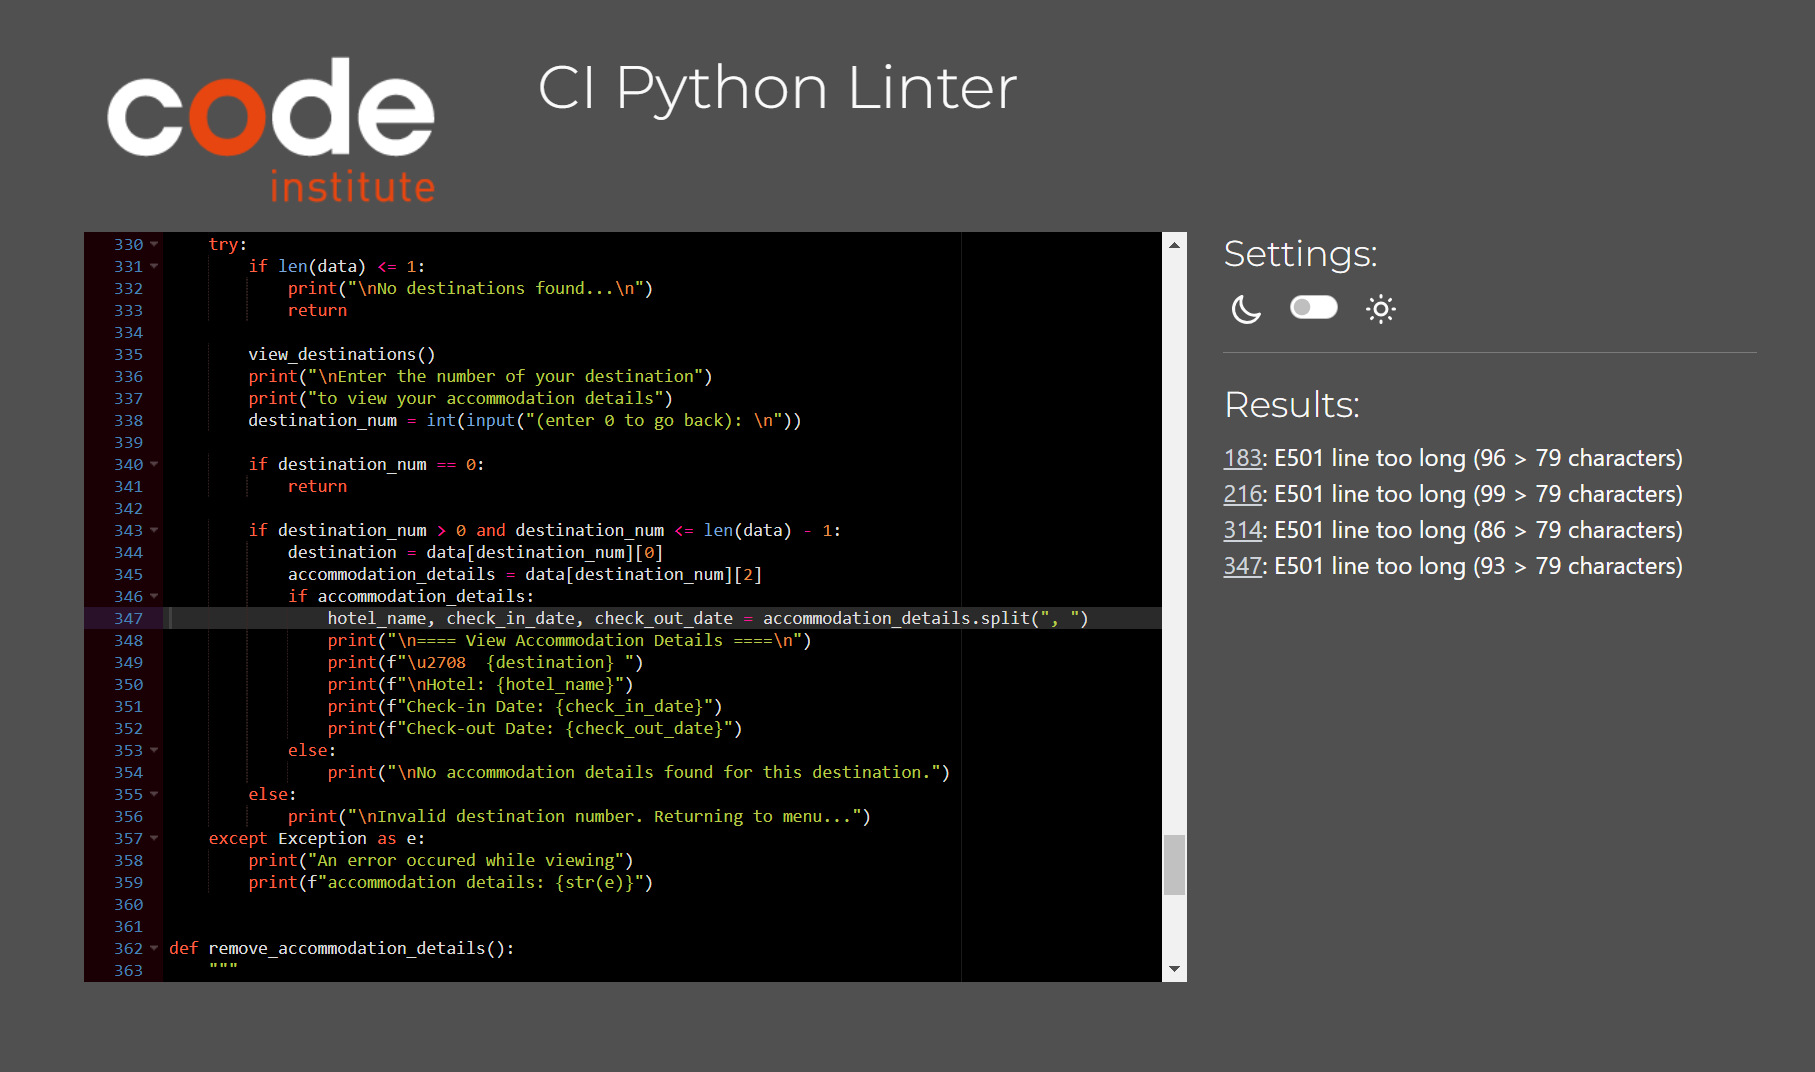 code
institute
CI Python Linter
330 try:
331 if len(data) <= 1:
332 print("\nNo destinations found...\n")
333 return
334
335 view_destinations()
336 print("\nEnter the number of your destination")
337 print("to view your accommodation details")
338 destination_num = int(input("(enter 0 to go back): \n"))
339
340 if destination_num == 0:
341 return
342
343 if destination_num > 0 and destination_num <= len(data) - 1:
344 destination = data[destination_num][0]
345 accommodation_details = data[destination_num][2]
346 if accommodation_details:
347 hotel_name, check_in_date, check_out_date = accommodation_details.split(", ")
348 print("\n==== View Accommodation Details ====\n")
349 print(f"\u2708  {destination} ")
350 print(f"\nHotel: {hotel_name}")
351 print(f"Check-in Date: {check_in_date}")
352 print(f"Check-out Date: {check_out_date}")
353 else:
354 print("\nNo accommodation details found for this destination.")
355 else:
356 print("\nInvalid destination number. Returning to menu...")
357 except Exception as e:
358 print("An error occured while viewing")
359 print(f"accommodation details: {str(e)}")
360
361
362 def remove_accommodation_details():
363 """
Settings:
Results:
183: E501 line too long (96 > 79 characters)
216: E501 line too long (99 > 79 characters)
314: E501 line too long (86 > 79 characters)
347: E501 line too long (93 > 79 characters)